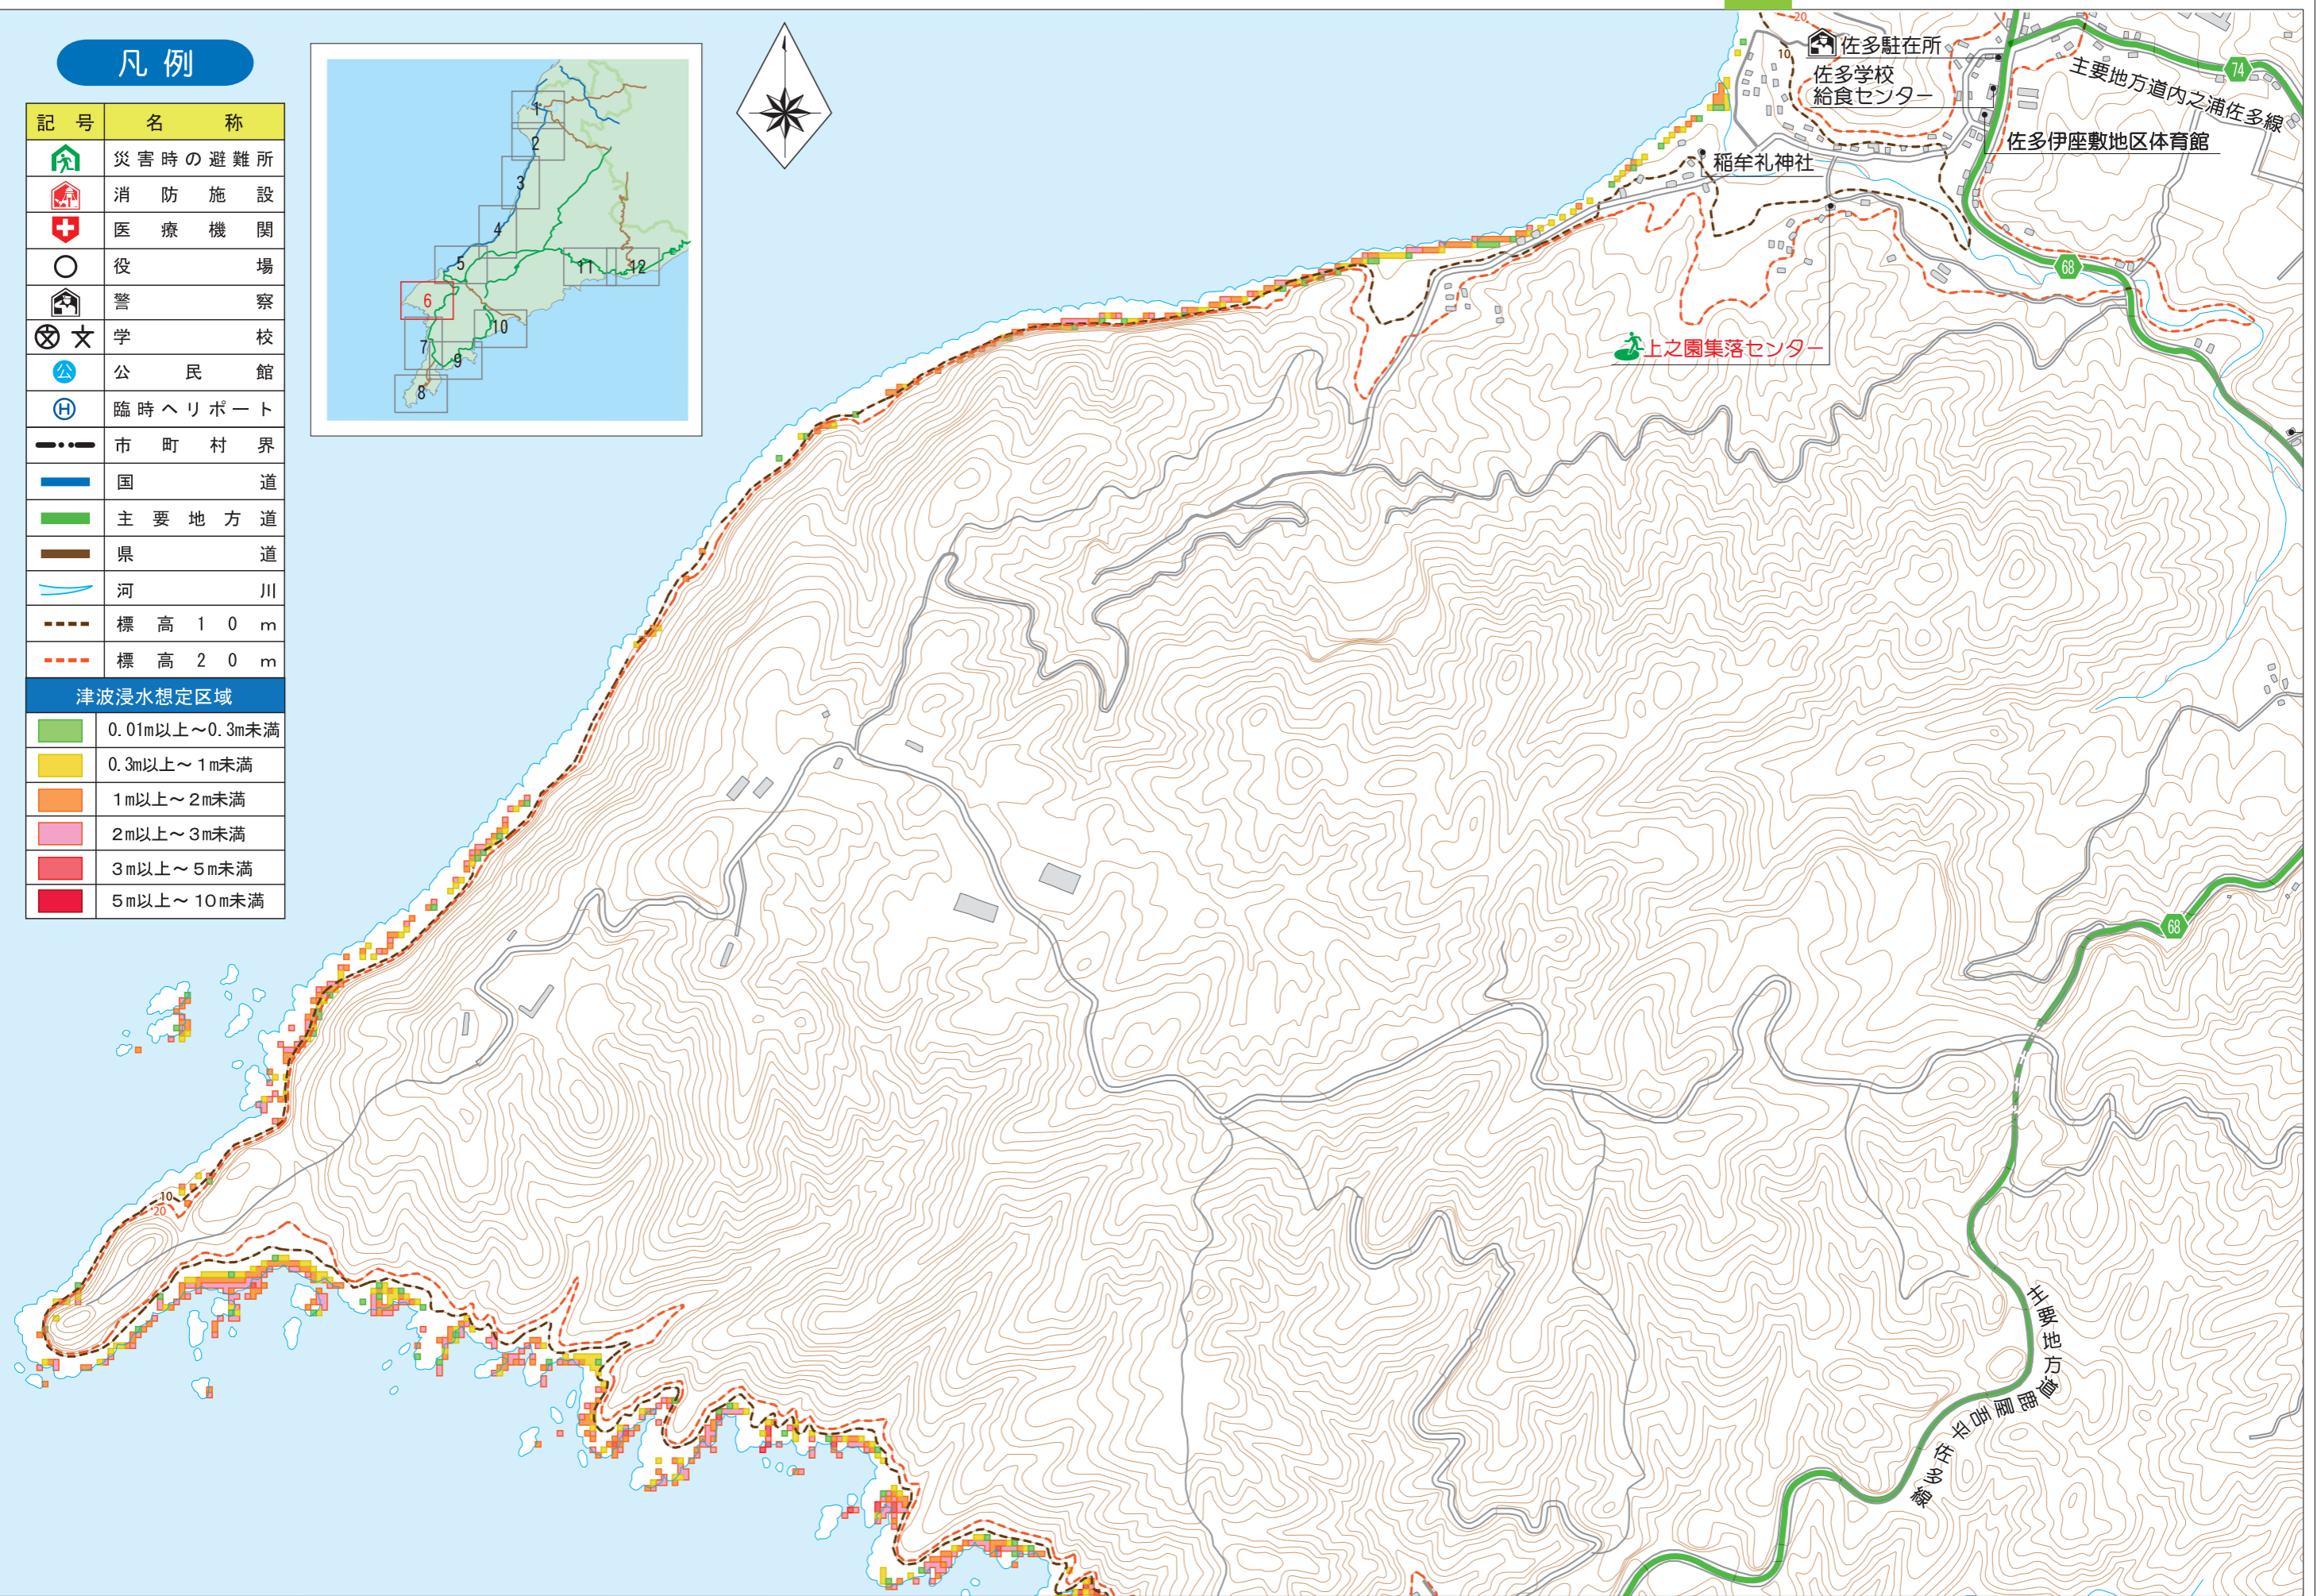 凡例
記号 名称
災害時の避難所
消防施設
医療機関
役場
警察
学校
公 公民館
H 臨時ヘリポート
市町村界
国道
主要地方道
県道
河川
標高10m
標高20m
津波浸水想定区域
0.01m以上～0.3m未満
0.3m以上～1m未満
1m以上～2m未満
2m以上～3m未満
3m以上～5m未満
5m以上～10m未満
1
2
3
4
5
6
7
8
9
10
11
12
20
10
佐多駐在所
佐多学校
給食センター
主要地方道内之浦佐多線
74
佐多伊座敷地区体育館
稲牟礼神社
68
上之園集落センター
68
10
20
主要地方道鹿屋吾平佐多線